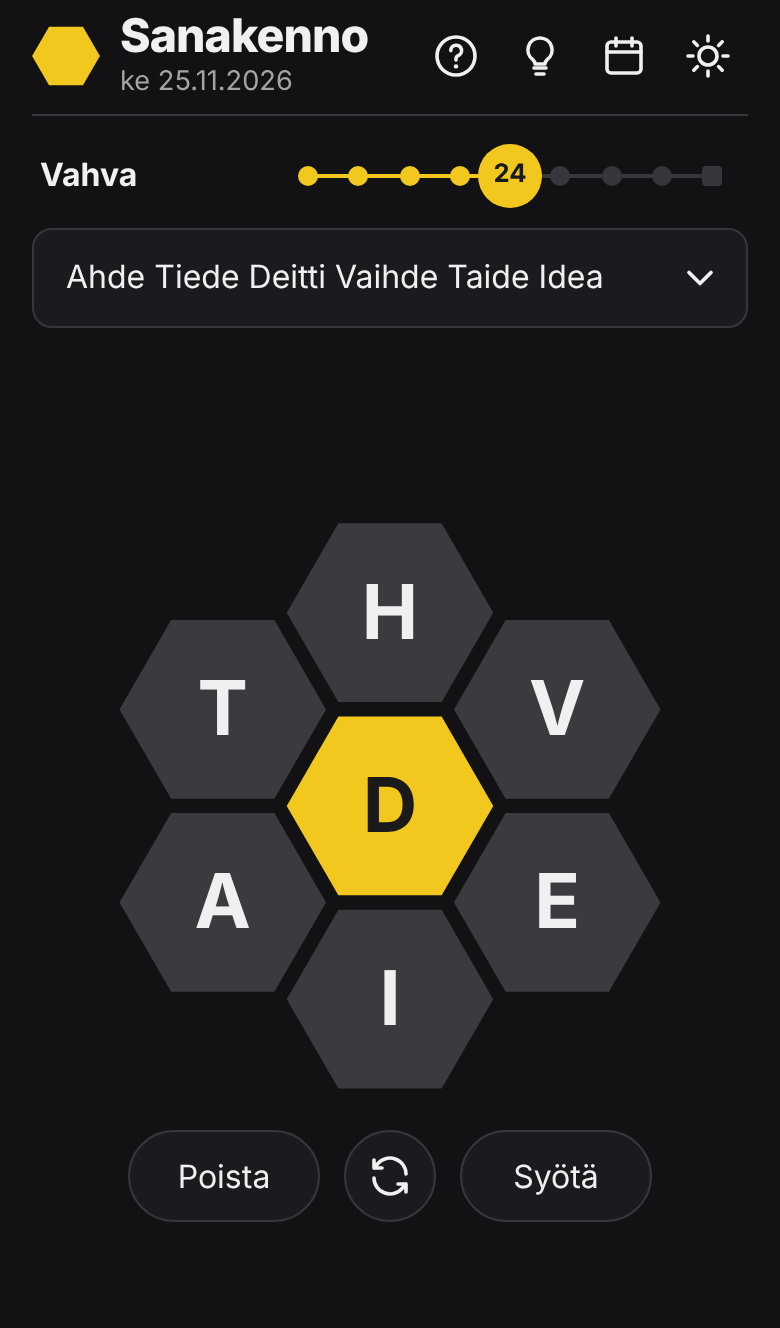 Sanakenno
ke 25.11.2026
Vahva
24
Ahde Tiede Deitti Vaihde Taide Idea
H
T
V
D
A
E
I
Poista
Syötä